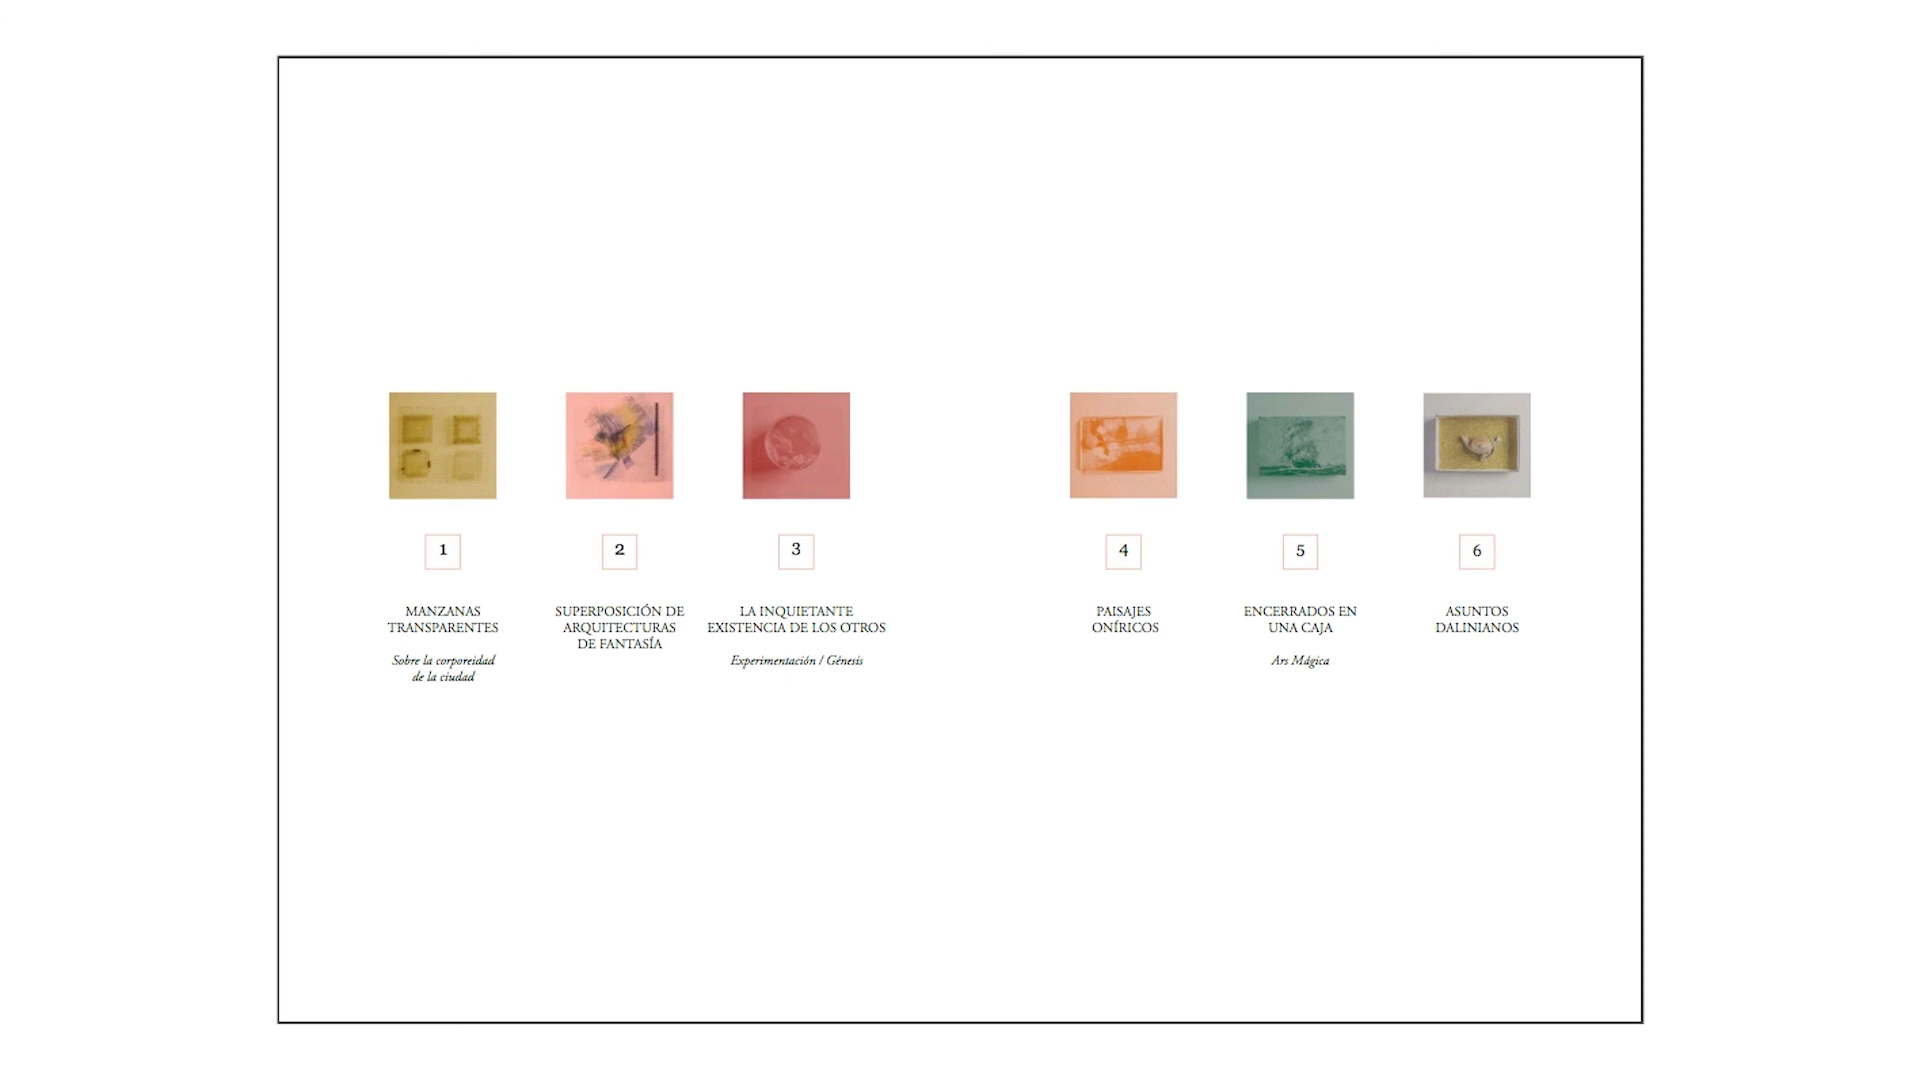 1
MANZANAS
TRANSPARENTES
Sobre la corporeidad
de la ciudad
2
SUPERPOSICIÓN DE
ARQUITECTURAS
DE FANTASÍA
3
LA INQUIETANTE
EXISTENCIA DE LOS OTROS
Experimentación / Génesis
4
PAISAJES
ONÍRICOS
5
ENCERRADOS EN
UNA CAJA
Ars Mágica
6
ASUNTOS
DALINIANOS